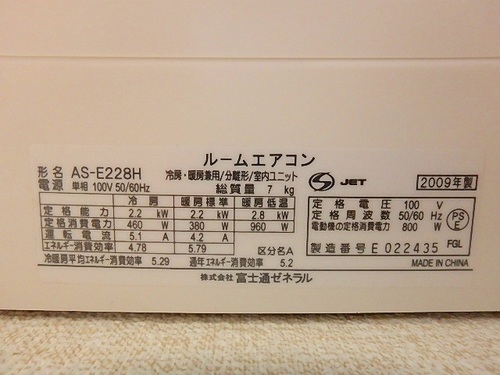 ルームエアコン
形名 AS-E228H 冷房・暖房兼用/分離形/室内ユニット
電源 単相 100V 50/60Hz 総質量 7 kg
JET 2009年製
冷房 暖房標準 暖房低温
定格能力 2.2 kW 2.2 kW 2.8 kW
定格消費電力 460 W 380 W 960 W
運転電流 5.1 A 4.2 A
エネルギー消費効率 4.78 5.79 区分名A
冷暖房平均エネルギー消費効率 5.29 通年エネルギー消費効率 5.2
定格電圧 100 V
定格周波数 50/60 Hz
電動機の定格消費電力 800 W
PSE
製造番号 E 022435 FGL
MADE IN CHINA
株式会社 富士通ゼネラル